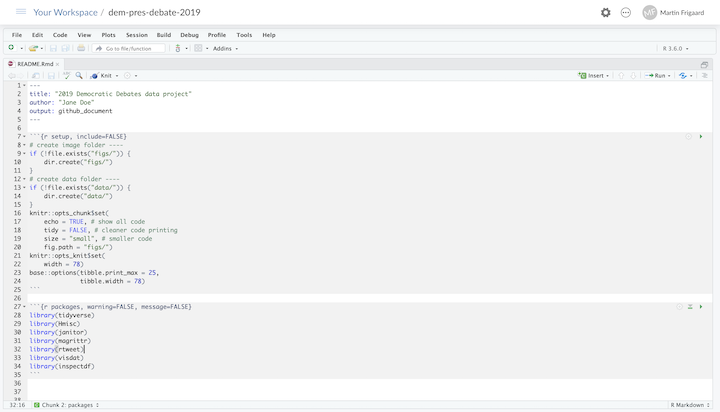 Your Workspace / dem-pres-debate-2019
MF Martin Frigaard
File Edit Code View Plots Session Build Debug Profile Tools Help
Go to file/function Addins R 3.6.0
README.Rmd
Knit Insert Run
1 ---
2 title: "2019 Democratic Debates data project"
3 author: "Jane Doe"
4 output: github_document
5 ---
6
7 ```{r setup, include=FALSE}
8 # create image folder ----
9 if (!file.exists("figs/")) {
10 dir.create("figs/")
11 }
12 # create data folder ----
13 if (!file.exists("data/")) {
14 dir.create("data/")
15 }
16 knitr::opts_chunk$set(
17 echo = TRUE, # show all code
18 tidy = FALSE, # cleaner code printing
19 size = "small", # smaller code
20 fig.path = "figs/")
21 knitr::opts_knit$set(
22 width = 78)
23 base::options(tibble.print_max = 25,
24 tibble.width = 78)
25 ```
26
27 ```{r packages, warning=FALSE, message=FALSE}
28 library(tidyverse)
29 library(Hmisc)
30 library(janitor)
31 library(magrittr)
32 library(rtweet)
33 library(visdat)
34 library(inspectdf)
35 ```
36
37
38
32:16 Chunk 2: packages R Markdown